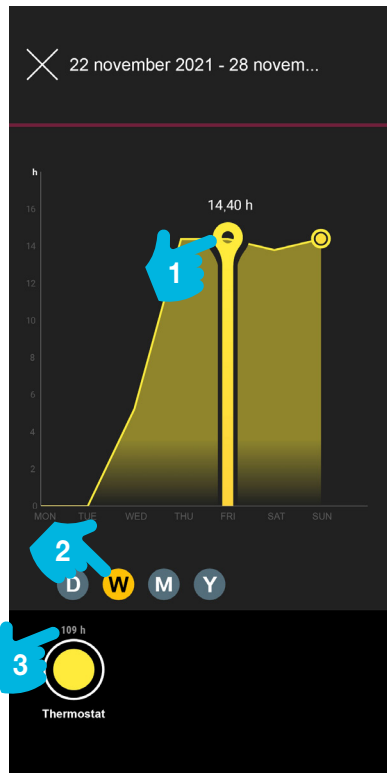 22 november 2021 - 28 novem...
h
14,40 h
16
14
12
10
8
6
4
2
0
MON TUE WED THU FRI SAT SUN
1
2
D W M Y
3
109 h
Thermostat